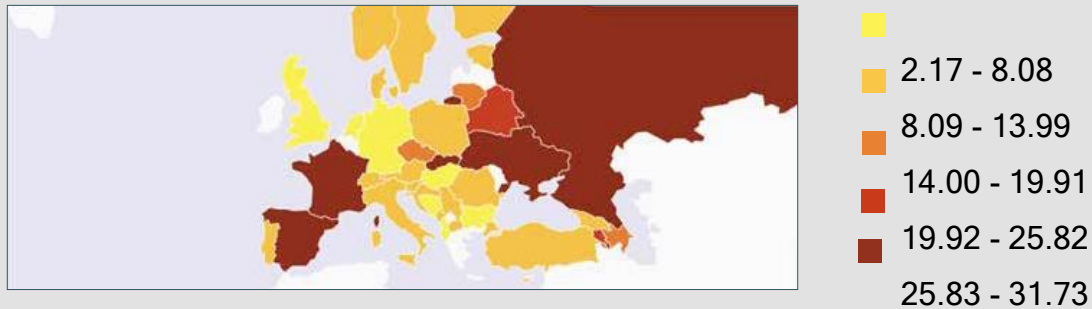 2.17 - 8.08
8.09 - 13.99
14.00 - 19.91
19.92 - 25.82
25.83 - 31.73